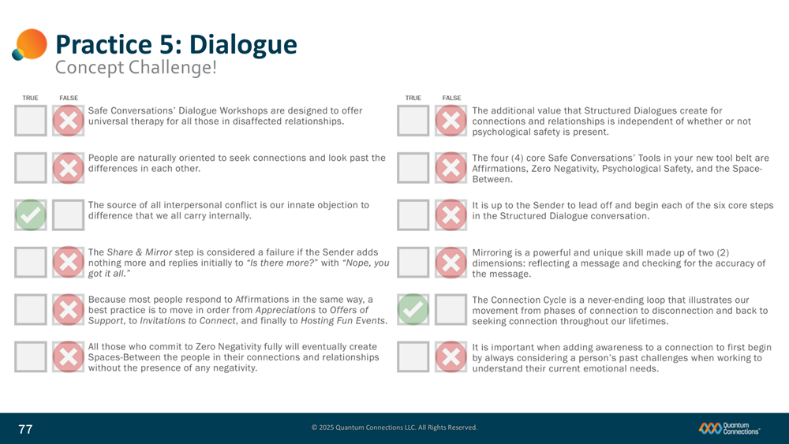 Practice 5: Dialogue
Concept Challenge!
TRUE FALSE
Safe Conversations' Dialogue Workshops are designed to offer
universal therapy for all those in disaffected relationships.
People are naturally oriented to seek connections and look past the
differences in each other.
The source of all interpersonal conflict is our innate objection to
difference that we all carry internally.
The Share & Mirror step is considered a failure if the Sender adds
nothing more and replies initially to “Is there more?” with “Nope, you
got it all.”
Because most people respond to Affirmations in the same way, a
best practice is to move in order from Appreciations to Offers of
Support, to Invitations to Connect, and finally to Hosting Fun Events.
All those who commit to Zero Negativity fully will eventually create
Spaces-Between the people in their connections and relationships
without the presence of any negativity.
TRUE FALSE
The additional value that Structured Dialogues create for
connections and relationships is independent of whether or not
psychological safety is present.
The four (4) core Safe Conversations' Tools in your new tool belt are
Affirmations, Zero Negativity, Psychological Safety, and the Space-
Between.
It is up to the Sender to lead off and begin each of the six core steps
in the Structured Dialogue conversation.
Mirroring is a powerful and unique skill made up of two (2)
dimensions: reflecting a message and checking for the accuracy of
the message.
The Connection Cycle is a never-ending loop that illustrates our
movement from phases of connection to disconnection and back to
seeking connection throughout our lifetimes.
It is important when adding awareness to a connection to first begin
by always considering a person's past challenges when working to
understand their current emotional needs.
77
© 2025 Quantum Connections LLC. All Rights Reserved.
Quantum
Connections™